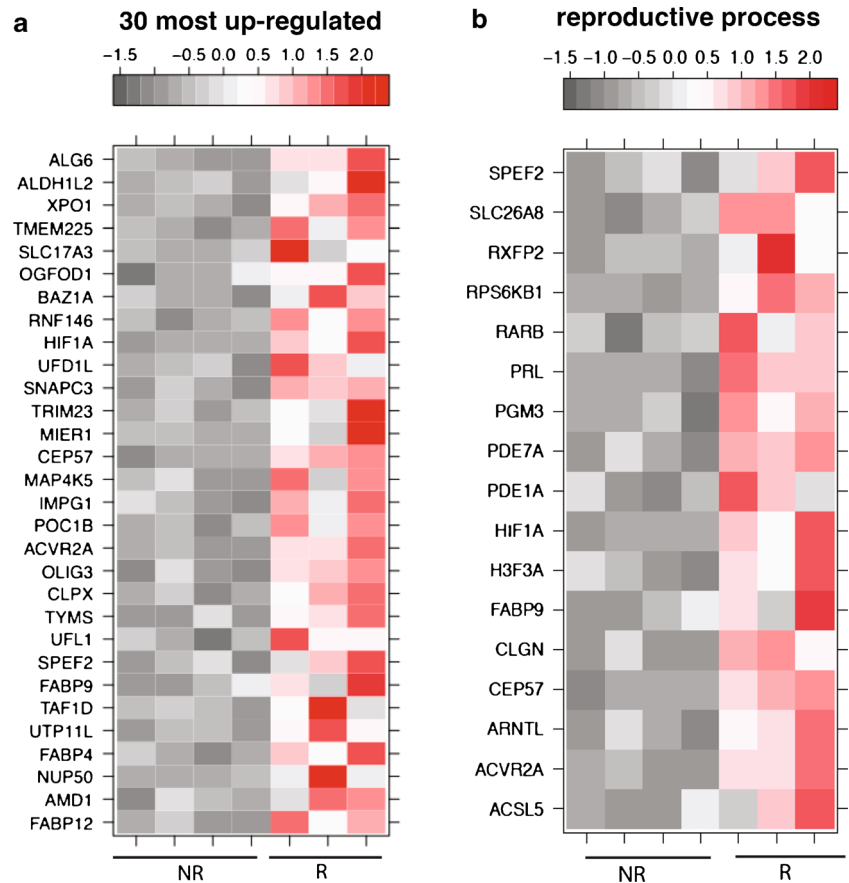 a
30 most up-regulated
−1.5 −0.5 0.0 0.5 1.0 1.5 2.0
ALG6
ALDH1L2
XPO1
TMEM225
SLC17A3
OGFOD1
BAZ1A
RNF146
HIF1A
UFD1L
SNAPC3
TRIM23
MIER1
CEP57
MAP4K5
IMPG1
POC1B
ACVR2A
OLIG3
CLPX
TYMS
UFL1
SPEF2
FABP9
TAF1D
UTP11L
FABP4
NUP50
AMD1
FABP12
NR R
b
reproductive process
−1.5 −0.5 0.0 0.5 1.0 1.5 2.0
SPEF2
SLC26A8
RXFP2
RPS6KB1
RARB
PRL
PGM3
PDE7A
PDE1A
HIF1A
H3F3A
FABP9
CLGN
CEP57
ARNTL
ACVR2A
ACSL5
NR R